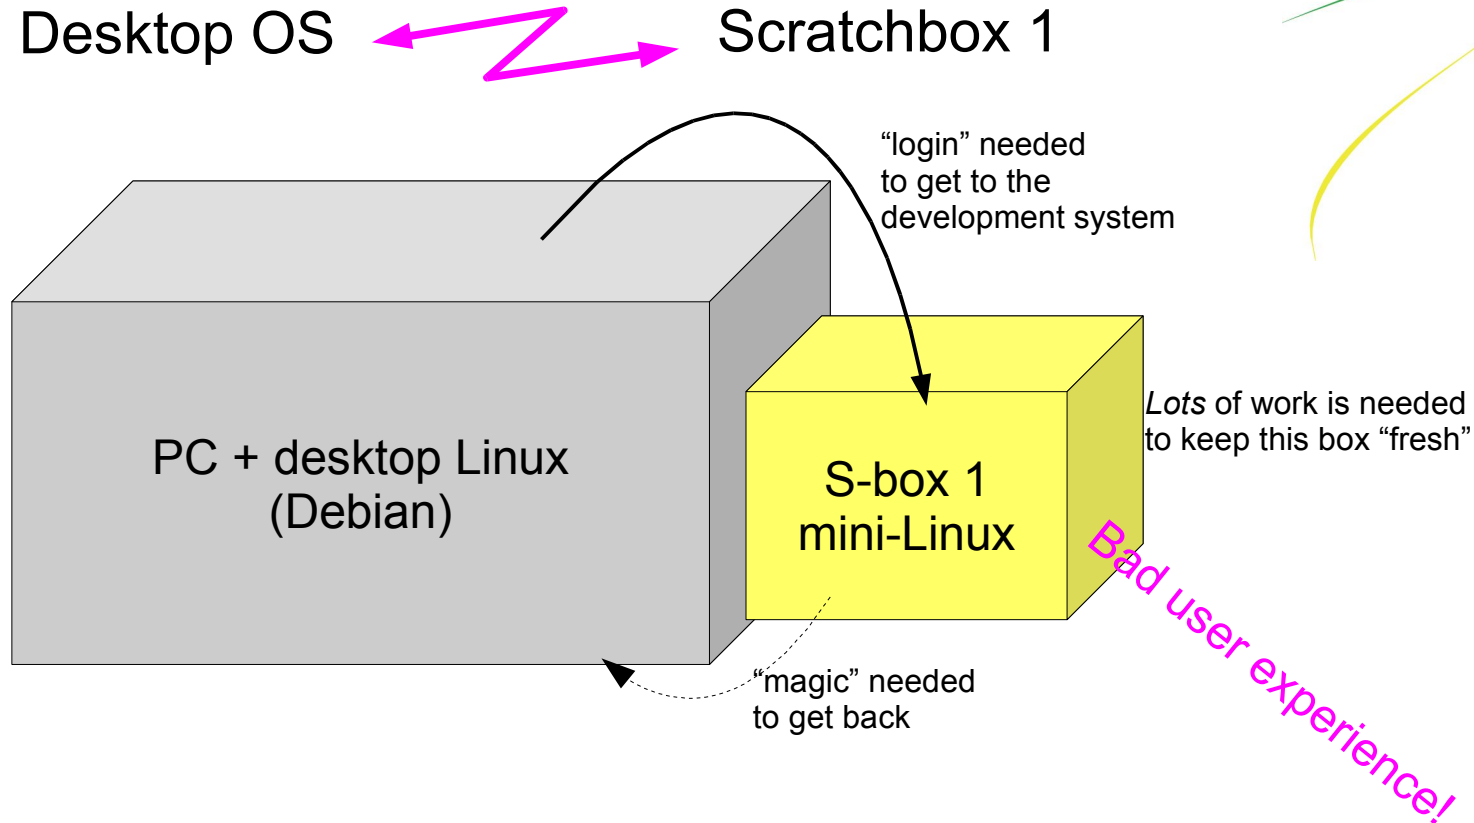 Desktop OS
Scratchbox 1
“login” needed
to get to the
development system
PC + desktop Linux
(Debian)
S-box 1
mini-Linux
Lots of work is needed
to keep this box “fresh”
“magic” needed
to get back
Bad user experience!